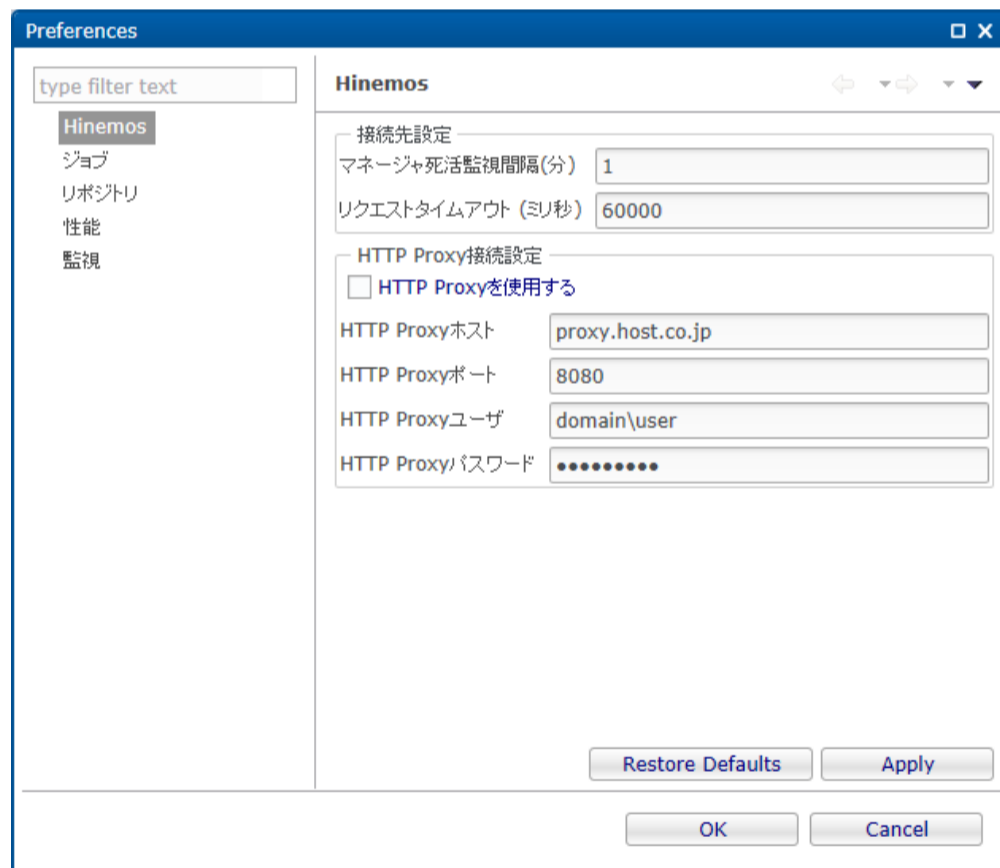 Preferences
type filter text
Hinemos
ジョブ
リポジトリ
性能
監視
Hinemos
接続先設定
マネージャ死活監視間隔(分) 1
リクエストタイムアウト (ミリ秒) 60000
HTTP Proxy接続設定
HTTP Proxyを使用する
HTTP Proxyホスト proxy.host.co.jp
HTTP Proxyポート 8080
HTTP Proxyユーザ domain\user
HTTP Proxyパスワード •••••••••
Restore Defaults Apply
OK Cancel